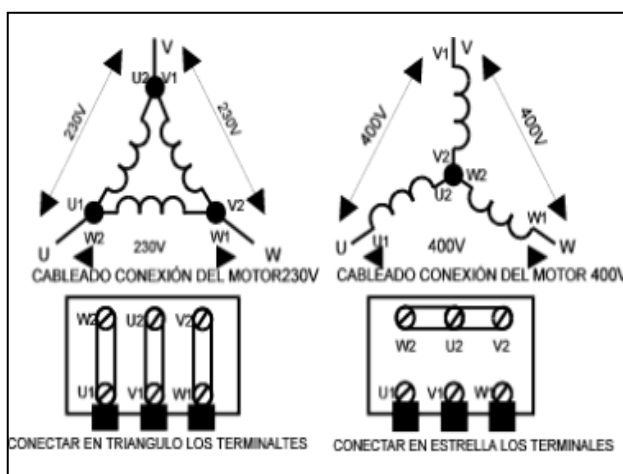 V
U2 V1
230V
230V
U1
V2
W2
230V
W1
U
W
CABLEADO CONEXIÓN DEL MOTOR230V
W2 U2 V2
U1 V1 W1
CONECTAR EN TRIANGULO LOS TERMINALTES
V
V1
400V
400V
V2
W2
U2
W1
U
U1
400V
W
CABLEADO CONEXIÓN DEL MOTOR 400V
W2 U2 V2
U1 V1 W1
CONECTAR EN ESTRELLA LOS TERMINALES